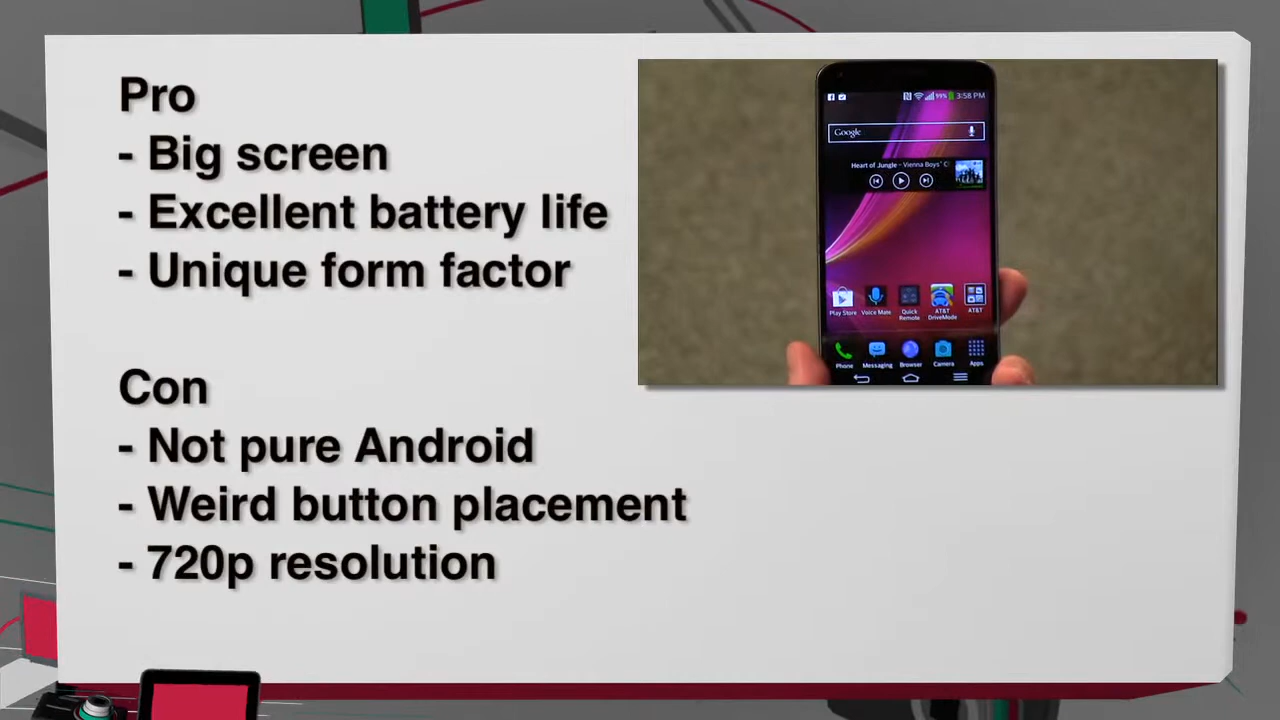 Pro
- Big screen
- Excellent battery life
- Unique form factor
Con
- Not pure Android
- Weird button placement
- 720p resolution
99% 3:58 PM
Google
Heart of Jungle - Vienna Boys' C
Play Store
Voice Mate
Quick Remote
AT&T DriveMode
AT&T
Phone
Messaging
Browser
Camera
Apps